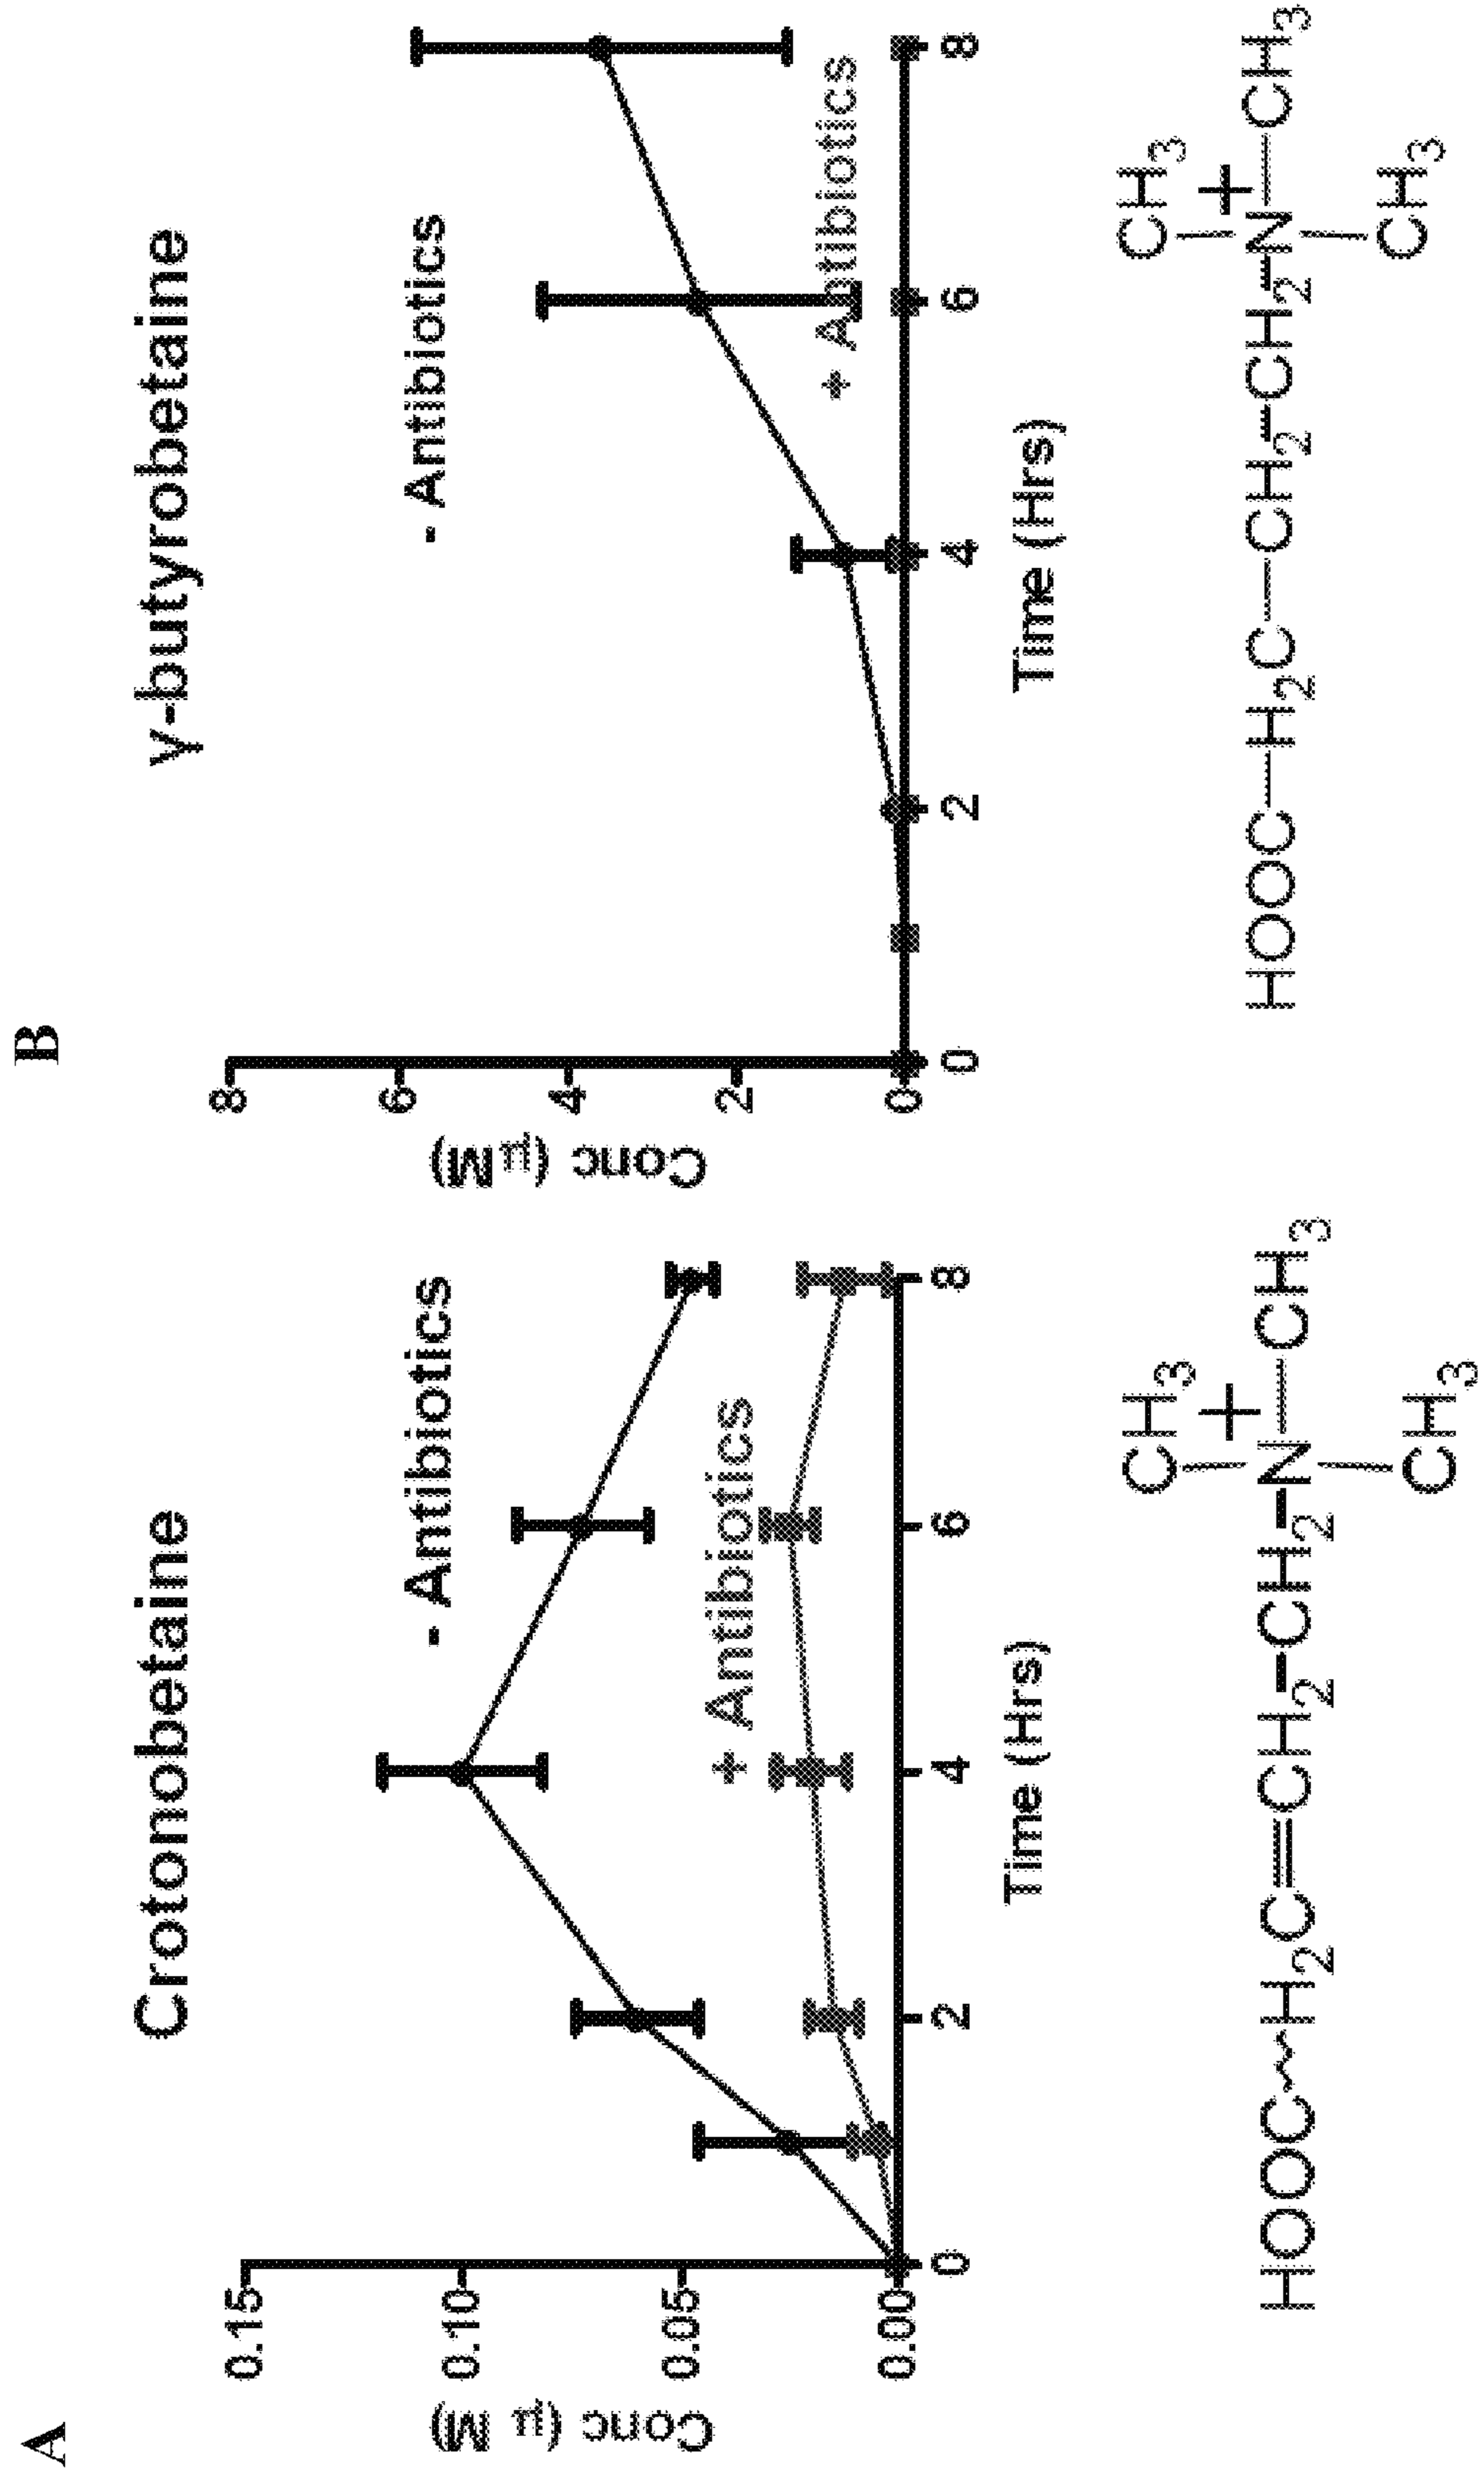 A
Crotonobetaine
Conc (μ M)
0.15
0.10
0.05
0.00
- Antibiotics
+ Antibiotics
0 2 4 6 8
Time (Hrs)
CH3
HOOC~H2C=CH2-CH2-N+-CH3
CH3
B
γ-butyrobetaine
Conc (μM)
8
6
4
2
0
- Antibiotics
+ Antibiotics
0 2 4 6 8
Time (Hrs)
CH3
HOOC-H2C-CH2-CH2-N+-CH3
CH3